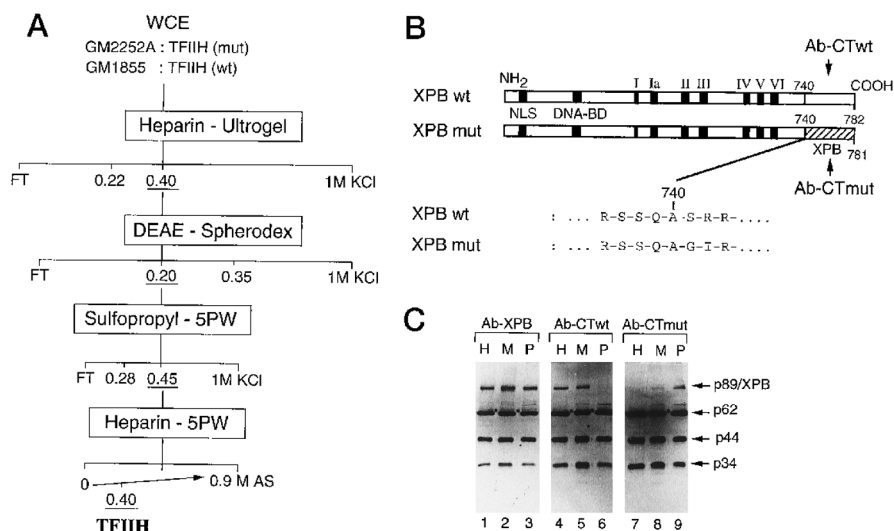 A
WCE
GM2252A : TFIIH (mut)
GM1855 : TFIIH (wt)
Heparin - Ultrogel
FT 0.22 0.40 1M KCl
DEAE - Spherodex
FT 0.20 0.35 1M KCl
Sulfopropyl - 5PW
FT 0.28 0.45 1M KCl
Heparin - 5PW
0 0.40 0.9 M AS
TFIIH
B
Ab-CTwt
NH2 I Ia II III IV V VI 740 COOH
XPB wt
NLS DNA-BD 740 782
XPB mut
XPB 781
Ab-CTmut
740
XPB wt : ... R-S-S-Q-A-S-R-R-....
XPB mut : ... R-S-S-Q-A-G-I-R-....
C
Ab-XPB Ab-CTwt Ab-CTmut
H M P H M P H M P
p89/XPB
p62
p44
p34
1 2 3 4 5 6 7 8 9